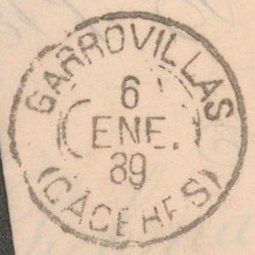 GARROVILLAS
6
ENE.
89
(CACERES)